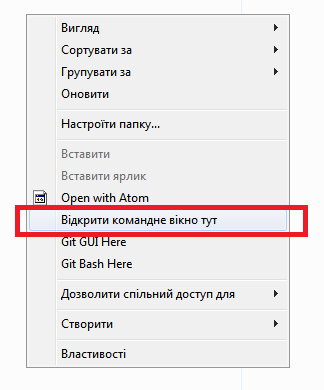 Вигляд
Сортувати за
Групувати за
Оновити
Настроїти папку...
Вставити
Вставити ярлик
Open with Atom
Відкрити командне вікно тут
Git GUI Here
Git Bash Here
Дозволити спільний доступ для
Створити
Властивості